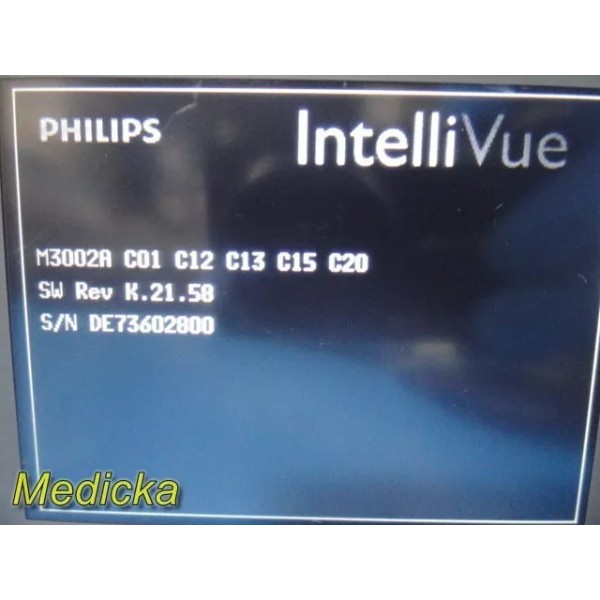 PHILIPS IntelliVue
M3002A C01 C12 C13 C15 C20
SW Rev K.21.58
S/N DE73602800
Medicka